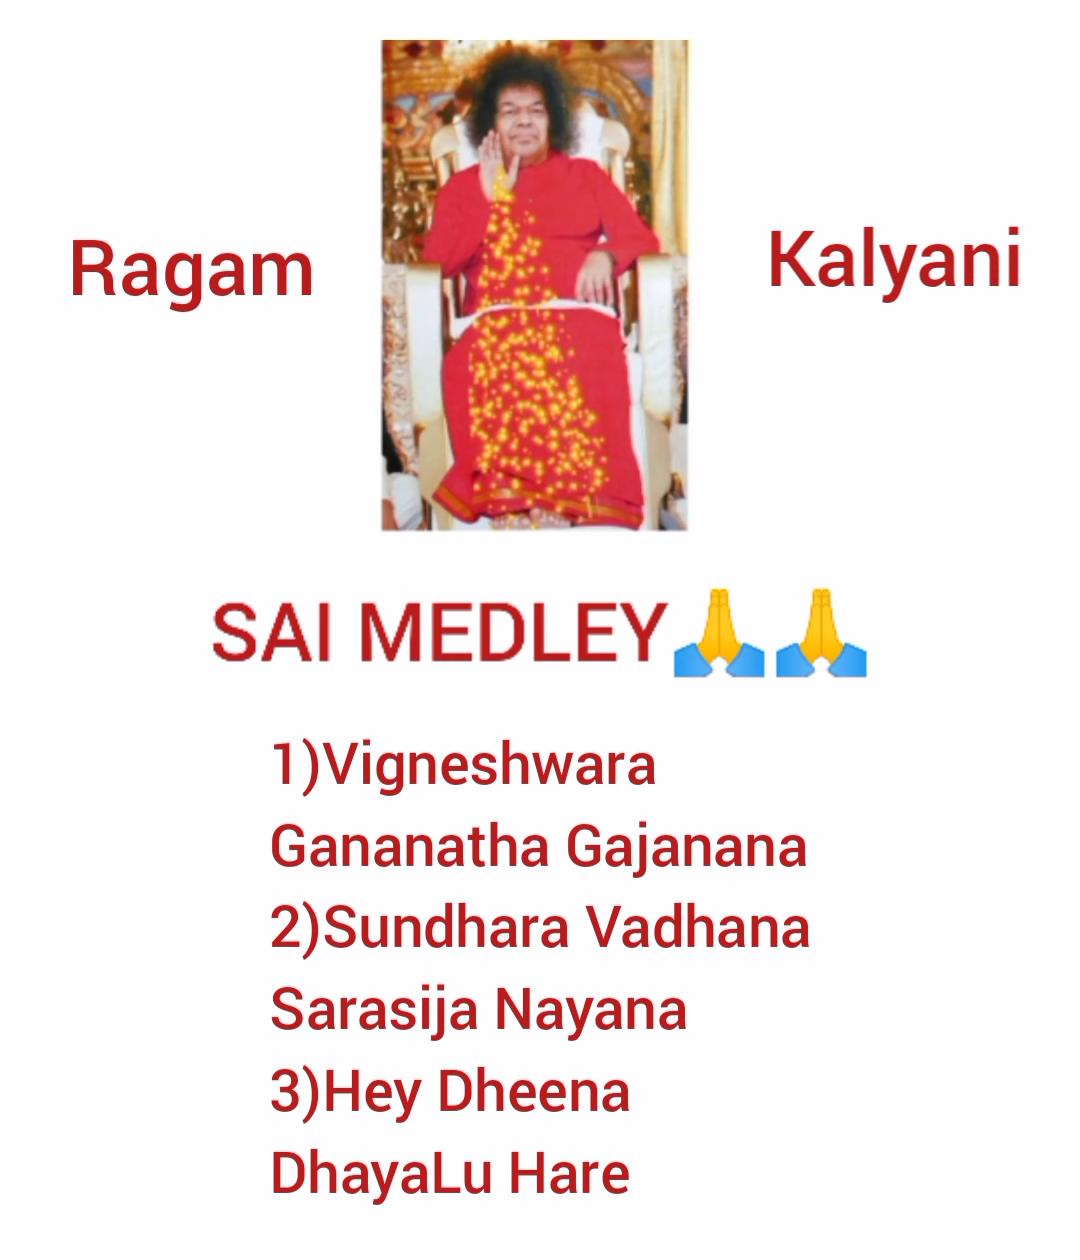 Ragam
Kalyani
SAI MEDLEY🙏🙏
1)Vigneshwara
Gananatha Gajanana
2)Sundhara Vadhana
Sarasija Nayana
3)Hey Dheena
DhayaLu Hare